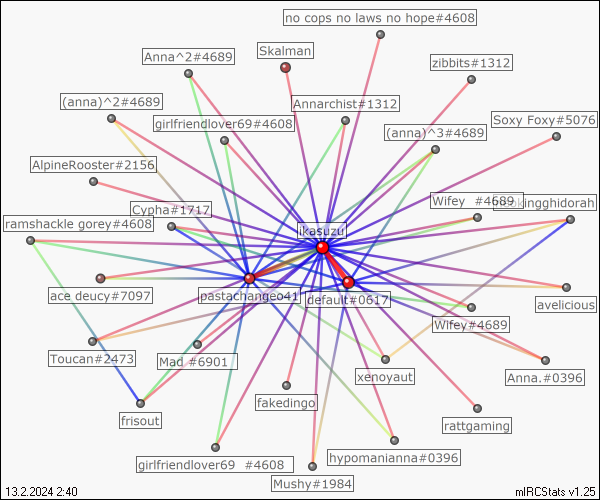 no cops no laws no hope#4608
Skalman
Anna^2#4689
zibbits#1312
(anna)^2#4689
Annarchist#1312
girlfriendlover69#4608
(anna)^3#4689
Soxy Foxy#5076
AlpineRooster#2156
Wifey #4689
kingghidorah
Cypha#1717
ramshackle gorey#4608
ikasuzu
ace deucy#7097
pastachangeo41
default#0617
avelicious
Wifey#4689
Toucan#2473
Mad #6901
xenoyaut
Anna.#0396
fakedingo
frisout
rattgaming
girlfriendlover69 #4608
hypomanianna#0396
Mushy#1984
13.2.2024 2:40
mIRCStats v1.25